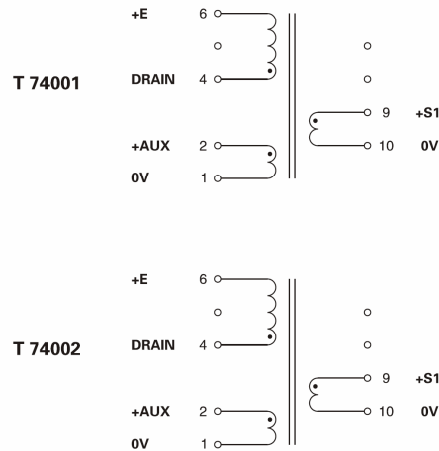 +E 6
T 74001 DRAIN 4
9 +S1
+AUX 2 10 0V
0V 1
+E 6
T 74002 DRAIN 4
9 +S1
+AUX 2 10 0V
0V 1